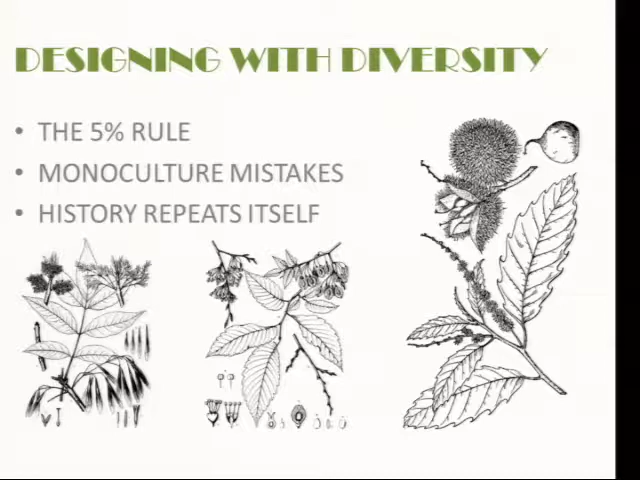 DESIGNING WITH DIVERSITY
• THE 5% RULE
• MONOCULTURE MISTAKES
• HISTORY REPEATS ITSELF